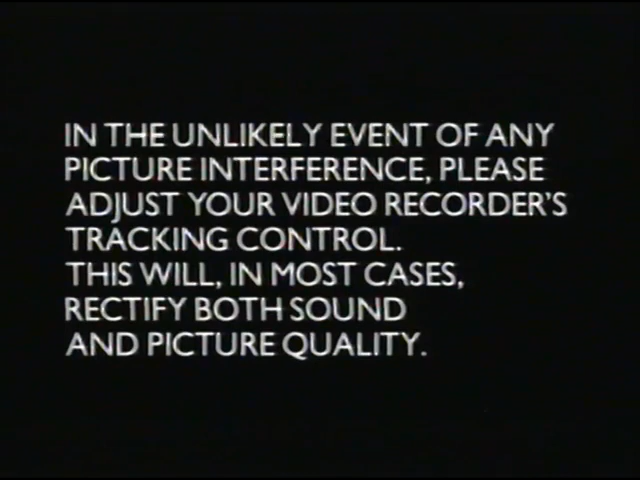 IN THE UNLIKELY EVENT OF ANY
PICTURE INTERFERENCE, PLEASE
ADJUST YOUR VIDEO RECORDER'S
TRACKING CONTROL.
THIS WILL, IN MOST CASES,
RECTIFY BOTH SOUND
AND PICTURE QUALITY.